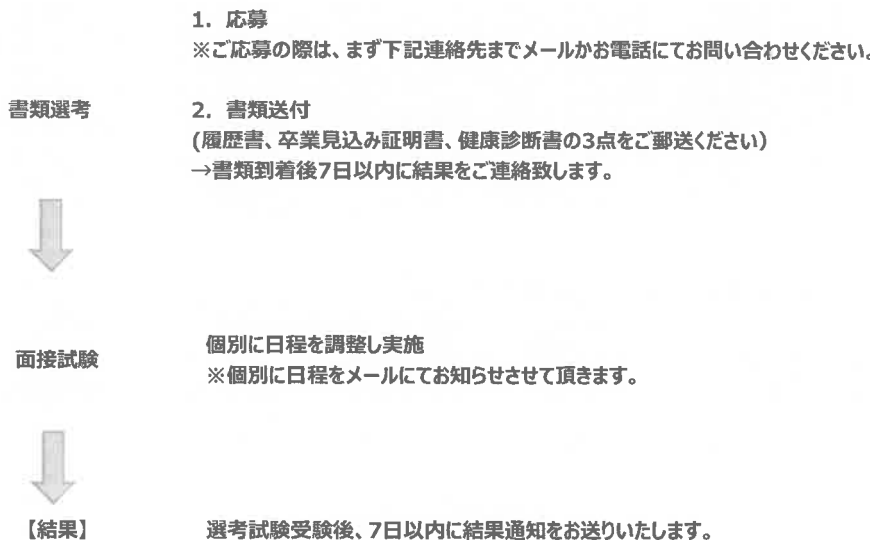 1. 応募
※ご応募の際は、まず下記連絡先までメールかお電話にてお問い合わせください。
書類選考
2. 書類送付
(履歴書、卒業見込み証明書、健康診断書の3点をご郵送ください)
→書類到着後7日以内に結果をご連絡致します。
面接試験
個別に日程を調整し実施
※個別に日程をメールにてお知らせさせて頂きます。
【結果】
選考試験受験後、7日以内に結果通知をお送りいたします。